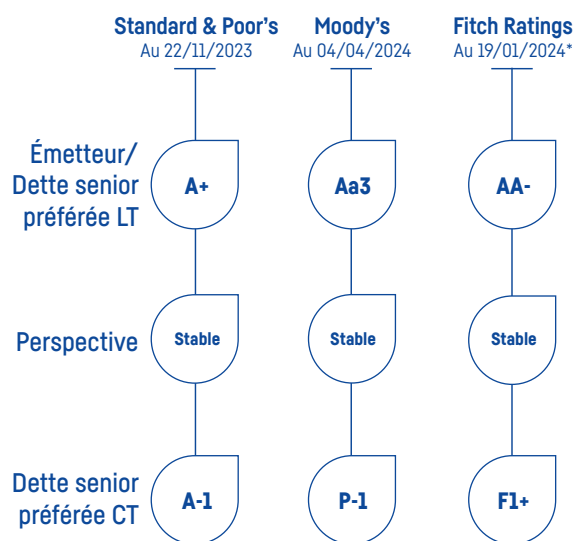 Standard & Poor's Moody's Fitch Ratings
Au 22/11/2023 Au 04/04/2024 Au 19/01/2024*
Émetteur/
Dette senior
préférée LT
A+ Aa3 AA-
Perspective Stable Stable Stable
Dette senior
préférée CT
A-1 P-1 F1+